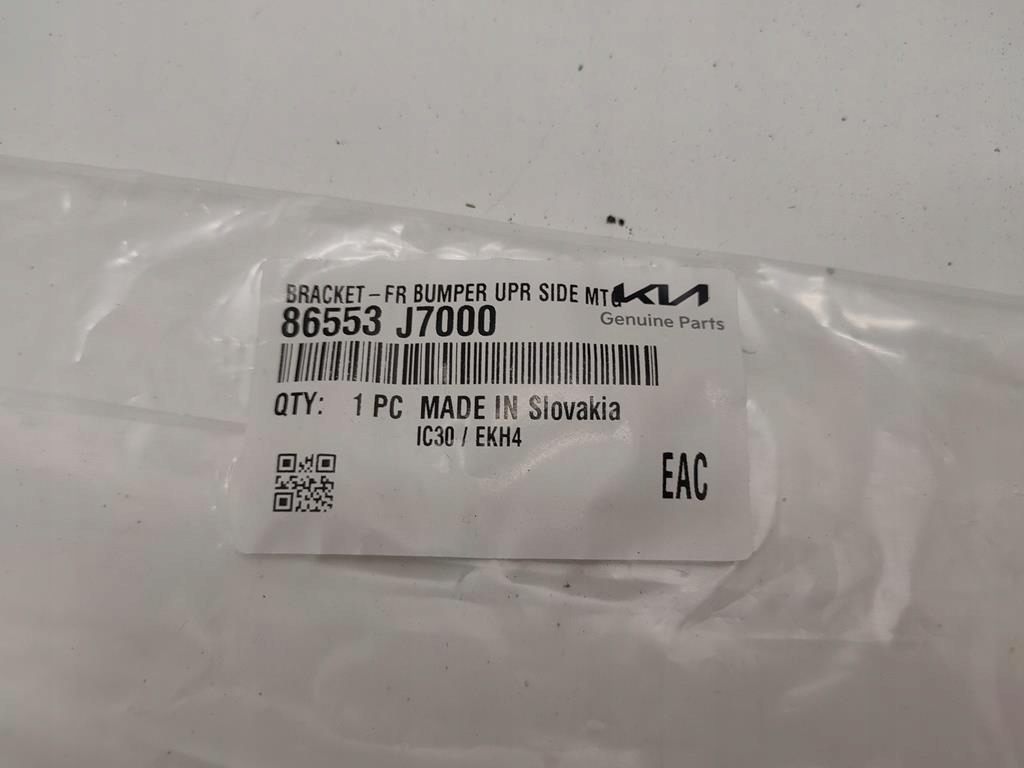 BRACKET-FR BUMPER UPR SIDE MTG KIA
86553 J7000 Genuine Parts
QTY: 1 PC MADE IN Slovakia
IC30 / EKH4
EAC